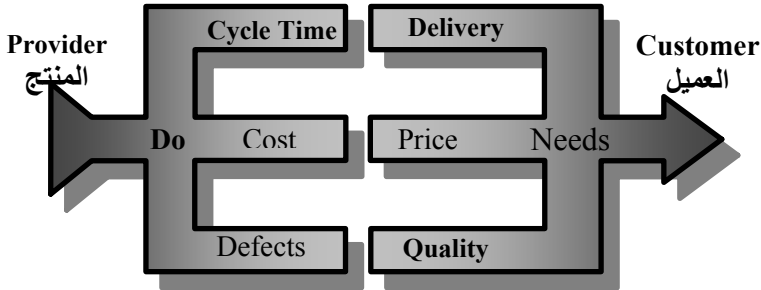 Cycle Time Delivery
Provider
المنتج
Customer
العميل
Do Cost Price Needs
Defects Quality